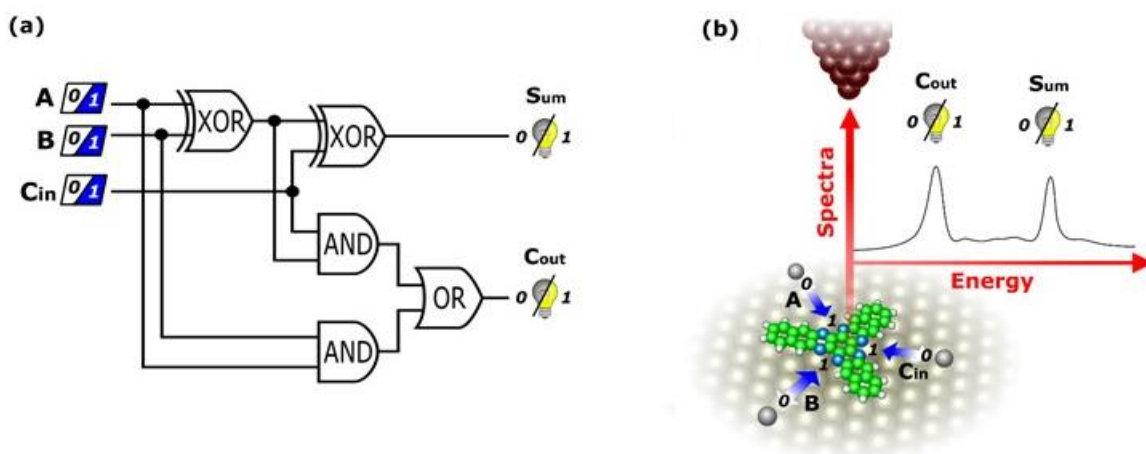 (a)
A 0 1
B 0 1
Cin 0 1
XOR
XOR
AND
AND
OR
Sum
0 1
Cout
0 1
(b)
Cout
0 1
Sum
0 1
Spectra
Energy
0
A
1
1
1
0
Cin
0
B